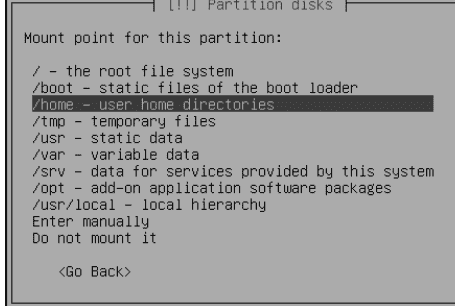 [!!] Partition disks
Mount point for this partition:
/ – the root file system
/boot – static files of the boot loader
/home – user home directories
/tmp – temporary files
/usr – static data
/var – variable data
/srv – data for services provided by this system
/opt – add-on application software packages
/usr/local – local hierarchy
Enter manually
Do not mount it
<Go Back>